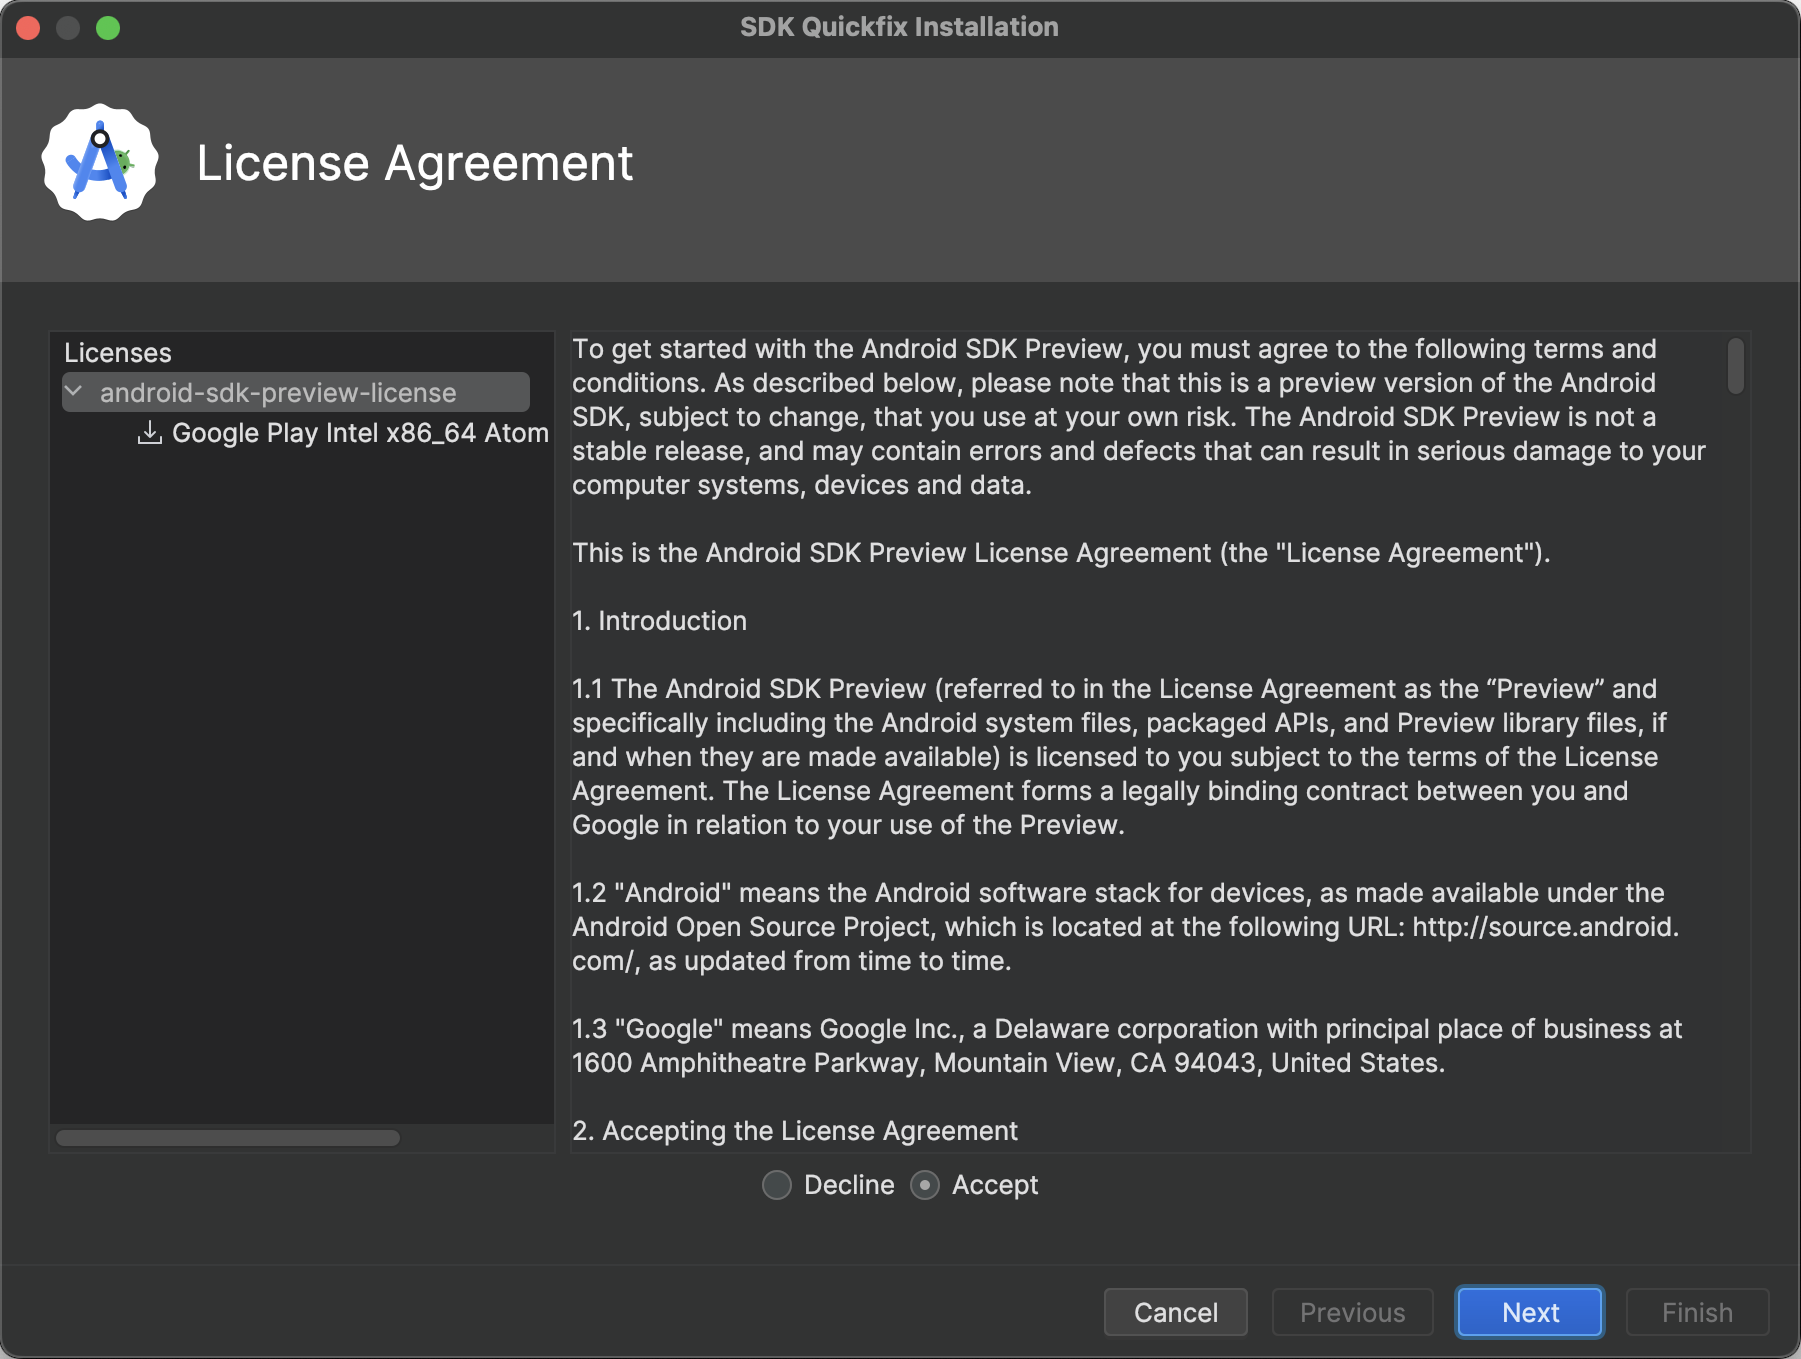 SDK Quickfix Installation
License Agreement
Licenses
android-sdk-preview-license
Google Play Intel x86_64 Atom
To get started with the Android SDK Preview, you must agree to the following terms and
conditions. As described below, please note that this is a preview version of the Android
SDK, subject to change, that you use at your own risk. The Android SDK Preview is not a
stable release, and may contain errors and defects that can result in serious damage to your
computer systems, devices and data.
This is the Android SDK Preview License Agreement (the "License Agreement").
1. Introduction
1.1 The Android SDK Preview (referred to in the License Agreement as the “Preview” and
specifically including the Android system files, packaged APIs, and Preview library files, if
and when they are made available) is licensed to you subject to the terms of the License
Agreement. The License Agreement forms a legally binding contract between you and
Google in relation to your use of the Preview.
1.2 "Android" means the Android software stack for devices, as made available under the
Android Open Source Project, which is located at the following URL: http://source.android.
com/, as updated from time to time.
1.3 "Google" means Google Inc., a Delaware corporation with principal place of business at
1600 Amphitheatre Parkway, Mountain View, CA 94043, United States.
2. Accepting the License Agreement
Decline Accept
Cancel Previous Next Finish